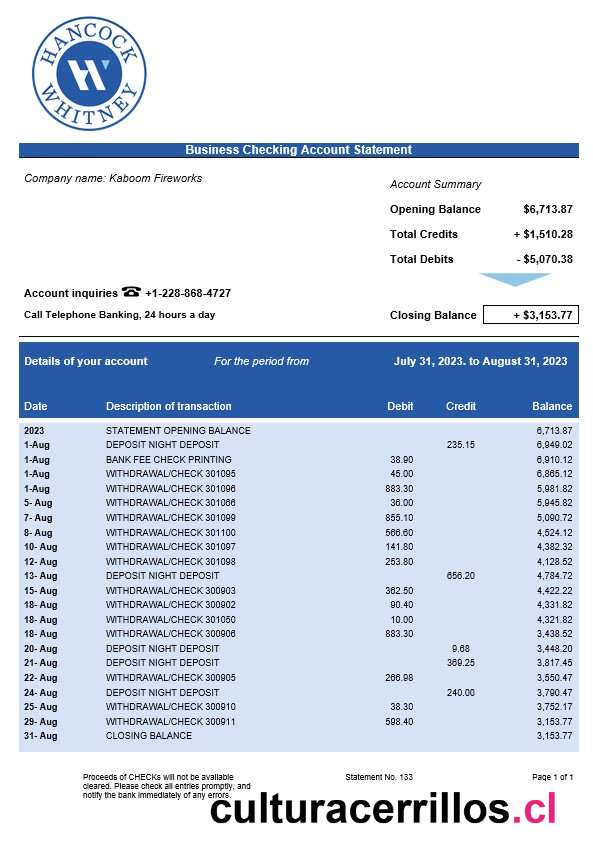 HANCOCK
WHITNEY
Business Checking Account Statement
Company name: Kaboom Fireworks
Account Summary
Opening Balance $6,713.87
Total Credits + $1,510.28
Total Debits - $5,070.38
Account inquiries ☎ +1-228-868-4727
Call Telephone Banking, 24 hours a day
Closing Balance + $3,153.77
Details of your account For the period from July 31, 2023. to August 31, 2023
Date Description of transaction Debit Credit Balance
2023 STATEMENT OPENING BALANCE 6,713.87
1-Aug DEPOSIT NIGHT DEPOSIT 235.15 6,949.02
1-Aug BANK FEE CHECK PRINTING 38.90 6,910.12
1-Aug WITHDRAWAL/CHECK 301095 45.00 6,865.12
1-Aug WITHDRAWAL/CHECK 301096 883.30 5,981.82
5- Aug WITHDRAWAL/CHECK 301066 36.00 5,945.82
7- Aug WITHDRAWAL/CHECK 301099 855.10 5,090.72
8- Aug WITHDRAWAL/CHECK 301100 566.60 4,524.12
10- Aug WITHDRAWAL/CHECK 301097 141.80 4,382.32
12- Aug WITHDRAWAL/CHECK 301098 253.80 4,128.52
13- Aug DEPOSIT NIGHT DEPOSIT 656.20 4,784.72
15- Aug WITHDRAWAL/CHECK 300903 362.50 4,422.22
18- Aug WITHDRAWAL/CHECK 300902 90.40 4,331.82
18- Aug WITHDRAWAL/CHECK 301050 10.00 4,321.82
18- Aug WITHDRAWAL/CHECK 300906 883.30 3,438.52
20- Aug DEPOSIT NIGHT DEPOSIT 9.68 3,448.20
21- Aug DEPOSIT NIGHT DEPOSIT 369.25 3,817.45
22- Aug WITHDRAWAL/CHECK 300905 266.98 3,550.47
24- Aug DEPOSIT NIGHT DEPOSIT 240.00 3,790.47
25- Aug WITHDRAWAL/CHECK 300910 38.30 3,752.17
29- Aug WITHDRAWAL/CHECK 300911 598.40 3,153.77
31- Aug CLOSING BALANCE 3,153.77
Proceeds of CHECKs will not be available Statement No. 133 Page 1 of 1
cleared. Please check all entries promptly, and
notify the bank immediately of any errors.
culturacerrillos.cl